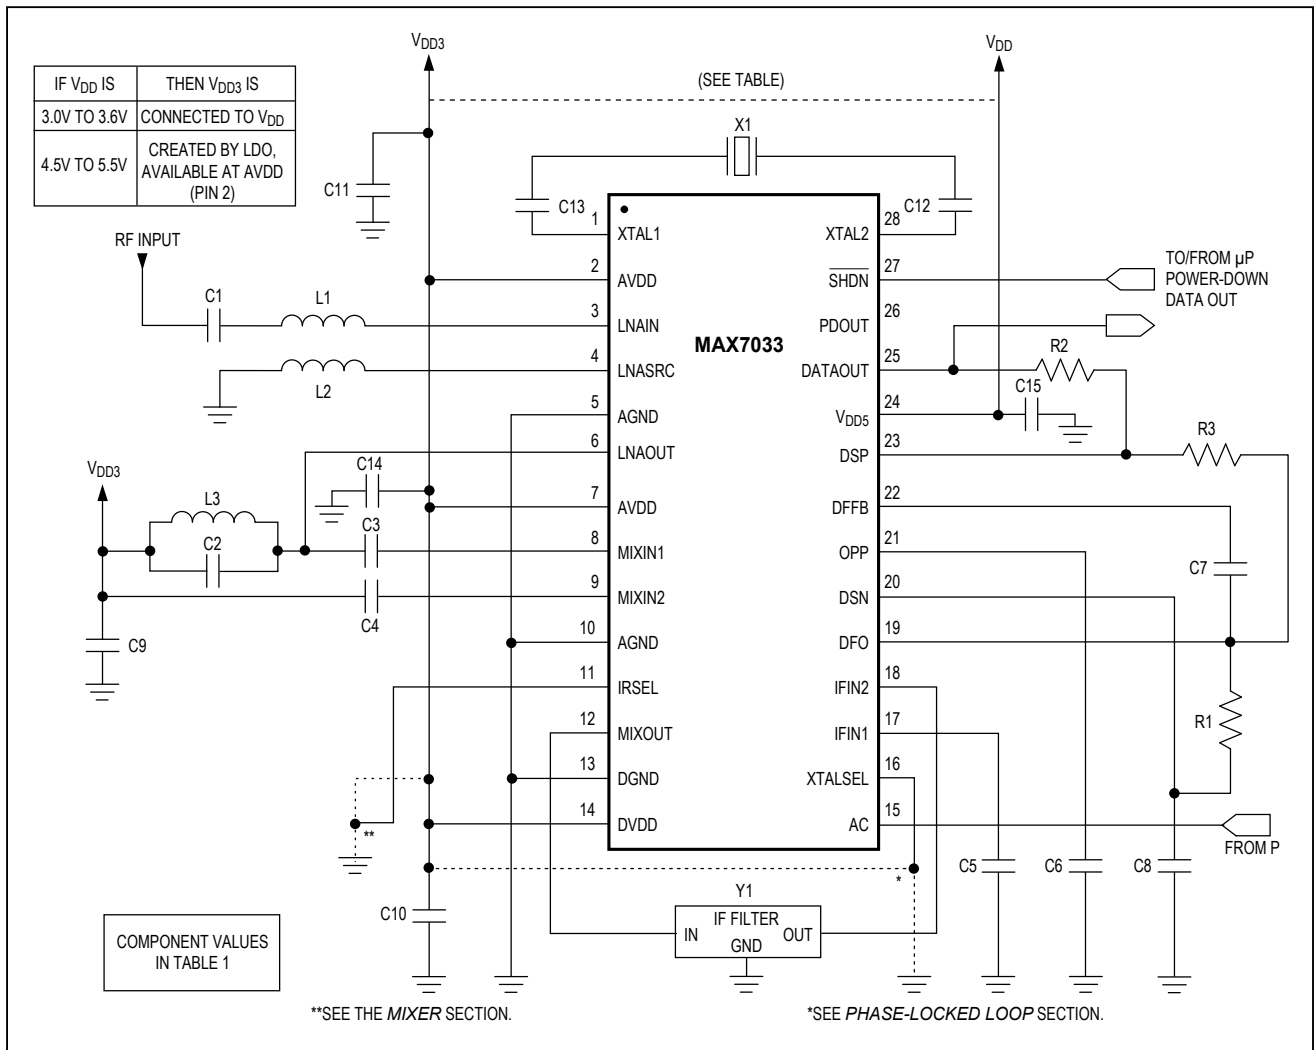 VDD3
VDD
IF VDD IS
THEN VDD3 IS
3.0V TO 3.6V
CONNECTED TO VDD
4.5V TO 5.5V
CREATED BY LDO,
AVAILABLE AT AVDD
(PIN 2)
(SEE TABLE)
X1
C11
C13
C12
RF INPUT
C1
L1
L2
MAX7033
1
XTAL1
2
AVDD
3
LNAIN
4
LNASRC
5
AGND
6
LNAOUT
7
AVDD
8
MIXIN1
9
MIXIN2
10
AGND
11
IRSEL
12
MIXOUT
13
DGND
14
DVDD
28
XTAL2
27
SHDN
26
PDOUT
25
DATAOUT
24
VDD5
23
DSP
22
DFFB
21
OPP
20
DSN
19
DFO
18
IFIN2
17
IFIN1
16
XTALSEL
15
AC
TO/FROM µP
POWER-DOWN
DATA OUT
R2
C15
R3
VDD3
L3
C2
C14
C3
C4
C9
C7
R1
FROM P
**
*
C10
Y1
IF FILTER
IN
OUT
GND
C5
C6
C8
COMPONENT VALUES
IN TABLE 1
**SEE THE MIXER SECTION.
*SEE PHASE-LOCKED LOOP SECTION.